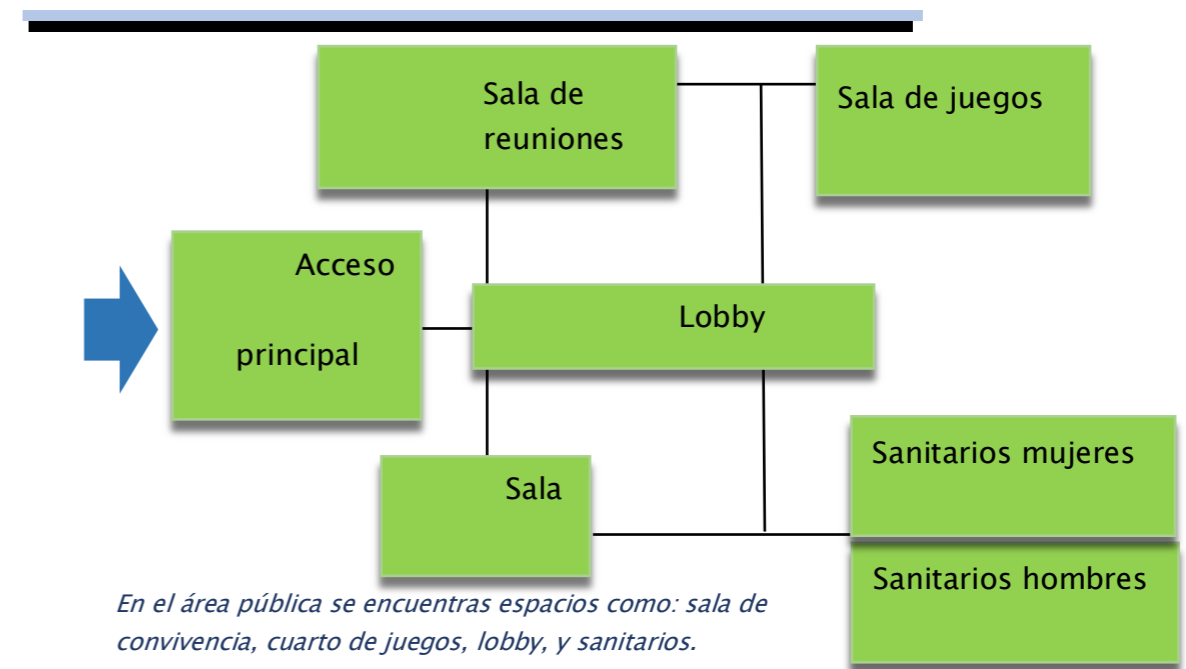 Sala de
reuniones
Sala de juegos
Acceso
principal
Lobby
Sala
Sanitarios mujeres
Sanitarios hombres
En el área pública se encuentras espacios como: sala de
convivencia, cuarto de juegos, lobby, y sanitarios.